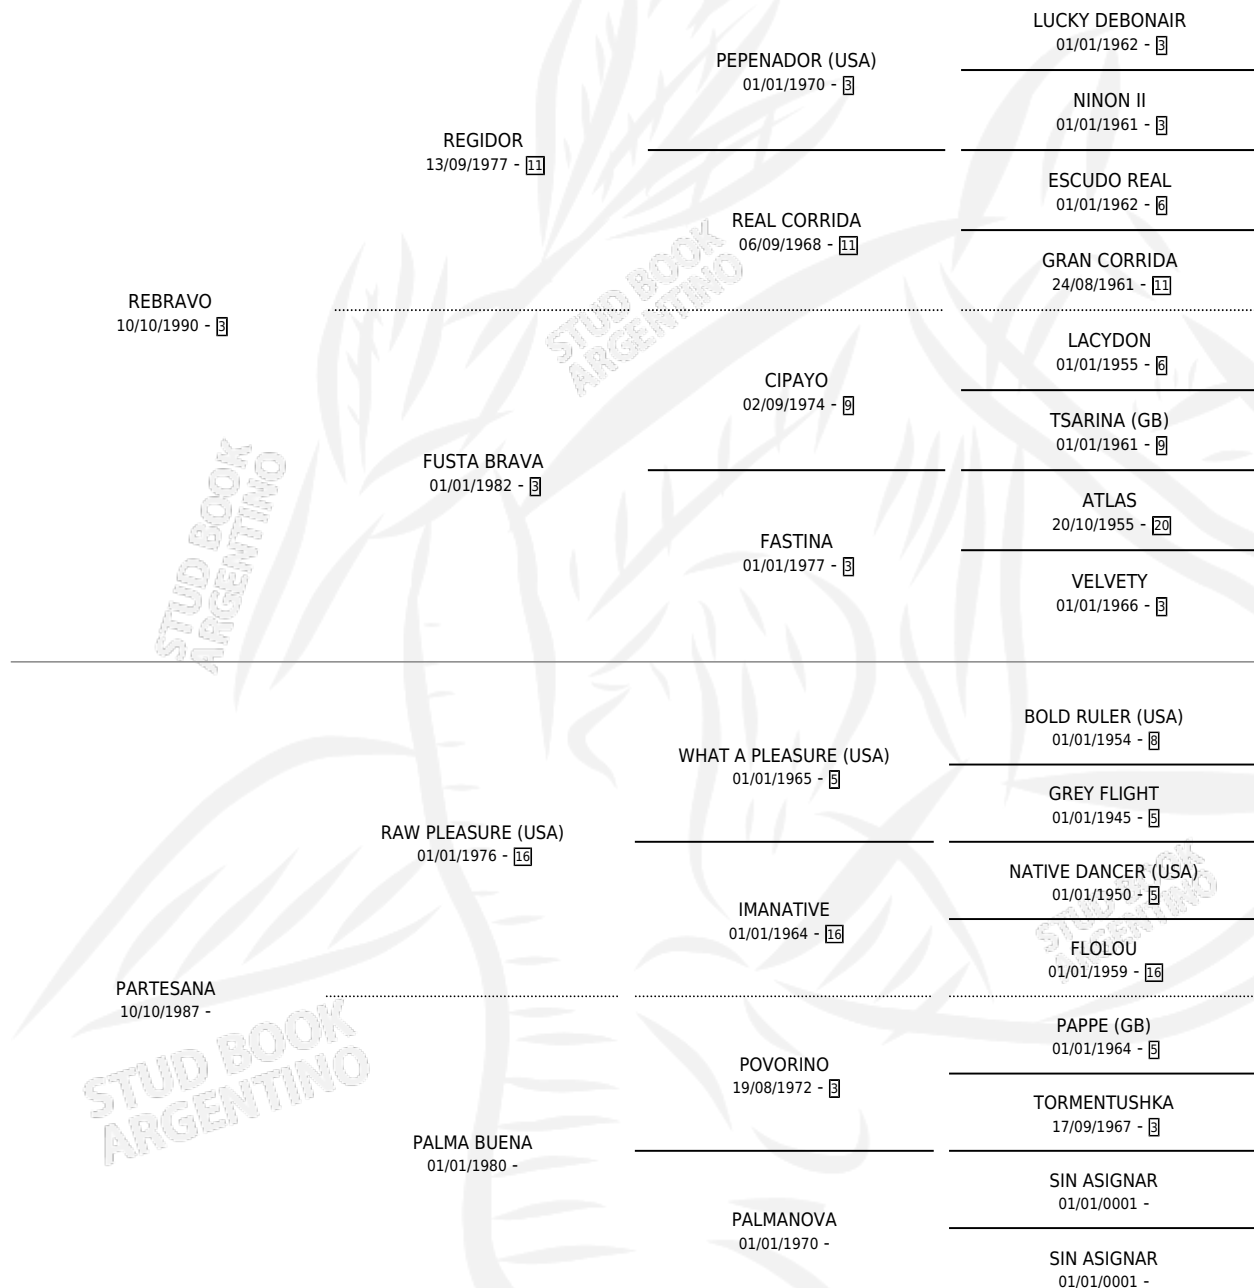 LUCKY DEBONAIR
01/01/1962 - 3
PEPENADOR (USA)
01/01/1970 - 3
NINON II
01/01/1961 - 3
REGIDOR
13/09/1977 - 11
ESCUDO REAL
01/01/1962 - 6
REAL CORRIDA
06/09/1968 - 11
GRAN CORRIDA
24/08/1961 - 11
REBRAVO
10/10/1990 - 3
STUD BOOK
ARGENTINO
LACYDON
01/01/1955 - 6
CIPAYO
02/09/1974 - 9
TSARINA (GB)
01/01/1961 - 9
FUSTA BRAVA
01/01/1982 - 3
ATLAS
20/10/1955 - 20
FASTINA
01/01/1977 - 3
VELVETY
01/01/1966 - 3
STUD BOOK
ARGENTINO
BOLD RULER (USA)
01/01/1954 - 8
WHAT A PLEASURE (USA)
01/01/1965 - 5
GREY FLIGHT
01/01/1945 - 5
RAW PLEASURE (USA)
01/01/1976 - 16
NATIVE DANCER (USA)
01/01/1950 - 5
IMANATIVE
01/01/1964 - 16
STUD BOOK
ARGENTINO
FLOLOU
01/01/1959 - 16
PARTESANA
10/10/1987 -
STUD BOOK
ARGENTINO
PAPPE (GB)
01/01/1964 - 5
POVORINO
19/08/1972 - 3
TORMENTUSHKA
17/09/1967 - 3
PALMA BUENA
01/01/1980 -
SIN ASIGNAR
01/01/0001 -
PALMANOVA
01/01/1970 -
SIN ASIGNAR
01/01/0001 -